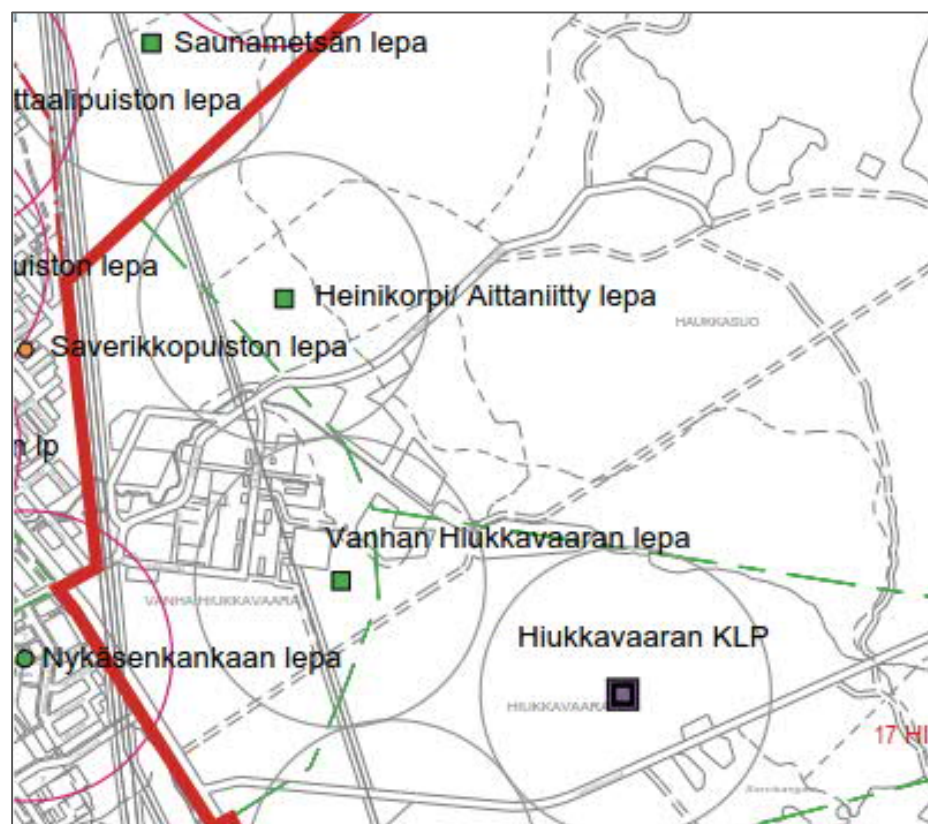 Saunametsän lepa
ttaalipuiston lepa
uiston lepa
Heinikorpi/ Aittaniitty lepa
HAUKKASUO
Saverikkopuiston lepa
n lp
Vanhan Hiukkavaaran lepa
VANHA HIUKKAVAARA
Hiukkavaaran KLP
Nykäsenkankaan lepa
HIUKKAVAARA
17 HI